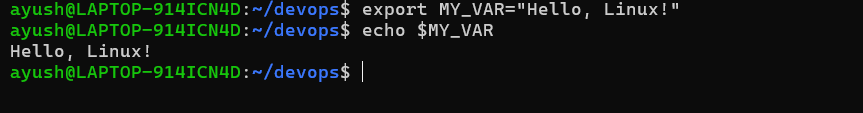 ayush@LAPTOP-914ICN4D:~/devops$ export MY_VAR="Hello, Linux!"
ayush@LAPTOP-914ICN4D:~/devops$ echo $MY_VAR
Hello, Linux!
ayush@LAPTOP-914ICN4D:~/devops$